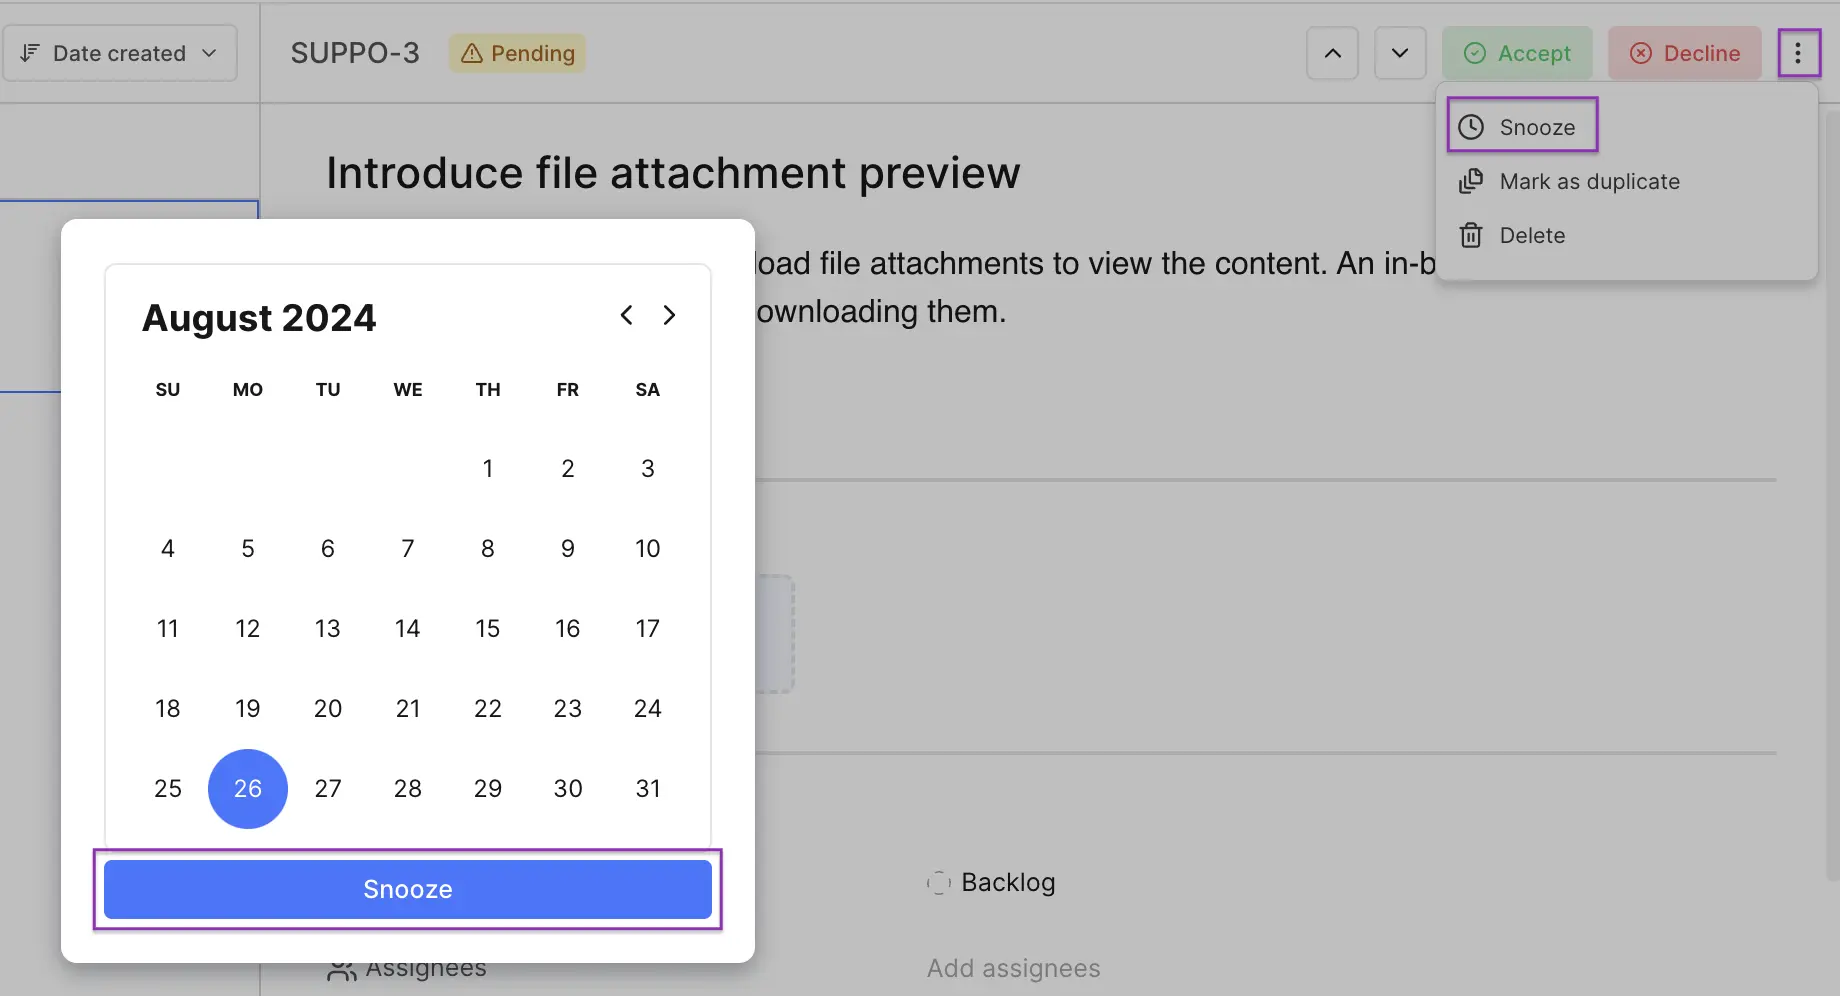 Date created
SUPPO-3
Pending
Accept
Decline
Snooze
Mark as duplicate
Delete
Introduce file attachment preview
load file attachments to view the content. An in-b
ownloading them.
August 2024
SU MO TU WE TH FR SA
1 2 3
4 5 6 7 8 9 10
11 12 13 14 15 16 17
18 19 20 21 22 23 24
25 26 27 28 29 30 31
Snooze
Backlog
Assignees
Add assignees